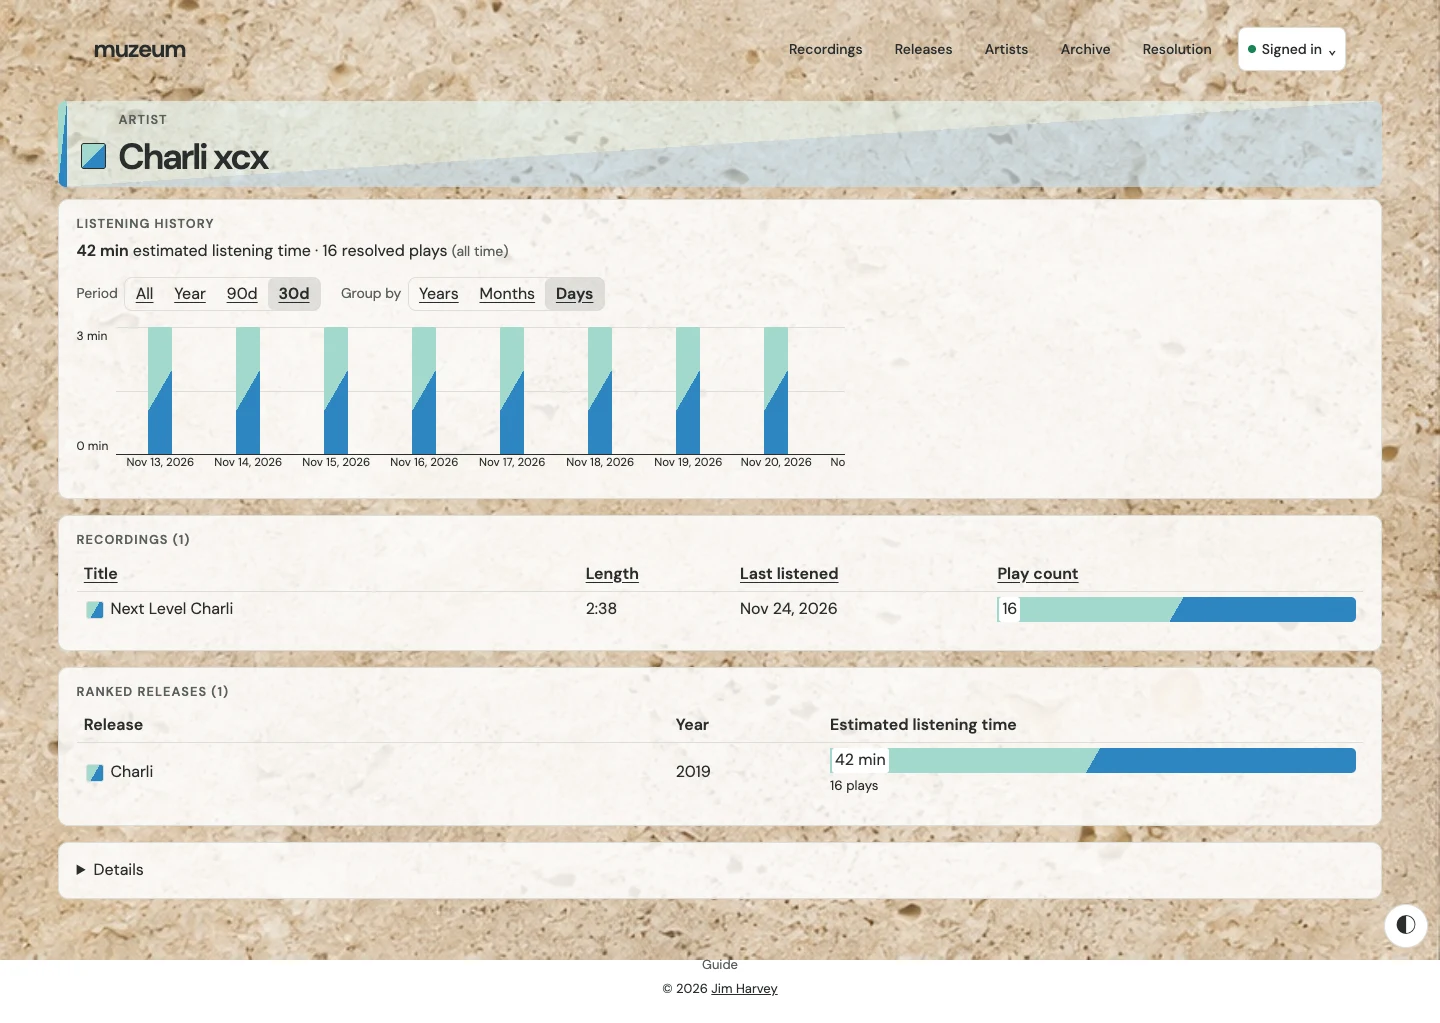 muzeum
Recordings Releases Artists Archive Resolution Signed in
ARTIST
Charli xcx
LISTENING HISTORY
42 min estimated listening time · 16 resolved plays (all time)
Period All Year 90d 30d Group by Years Months Days
3 min
0 min
Nov 13, 2026 Nov 14, 2026 Nov 15, 2026 Nov 16, 2026 Nov 17, 2026 Nov 18, 2026 Nov 19, 2026 Nov 20, 2026 No
RECORDINGS (1)
Title Length Last listened Play count
Next Level Charli 2:38 Nov 24, 2026 16
RANKED RELEASES (1)
Release Year Estimated listening time
Charli 2019 42 min
16 plays
Details
Guide
© 2026 Jim Harvey